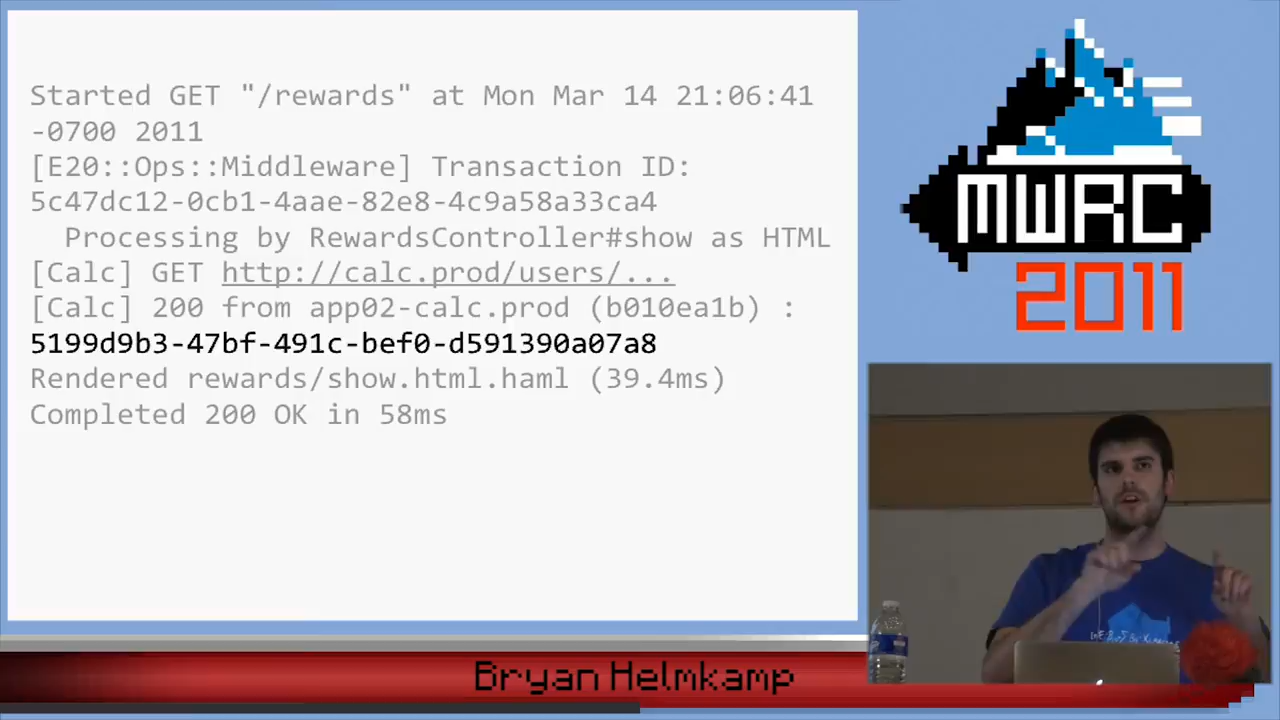 Started GET "/rewards" at Mon Mar 14 21:06:41
-0700 2011
[E20::Ops::Middleware] Transaction ID:
5c47dc12-0cb1-4aae-82e8-4c9a58a33ca4
Processing by RewardsController#show as HTML
[Calc] GET http://calc.prod/users/...
[Calc] 200 from app02-calc.prod (b010ea1b) :
5199d9b3-47bf-491c-bef0-d591390a07a8
Rendered rewards/show.html.haml (39.4ms)
Completed 200 OK in 58ms
MWRC
2011
Bryan Helmkamp